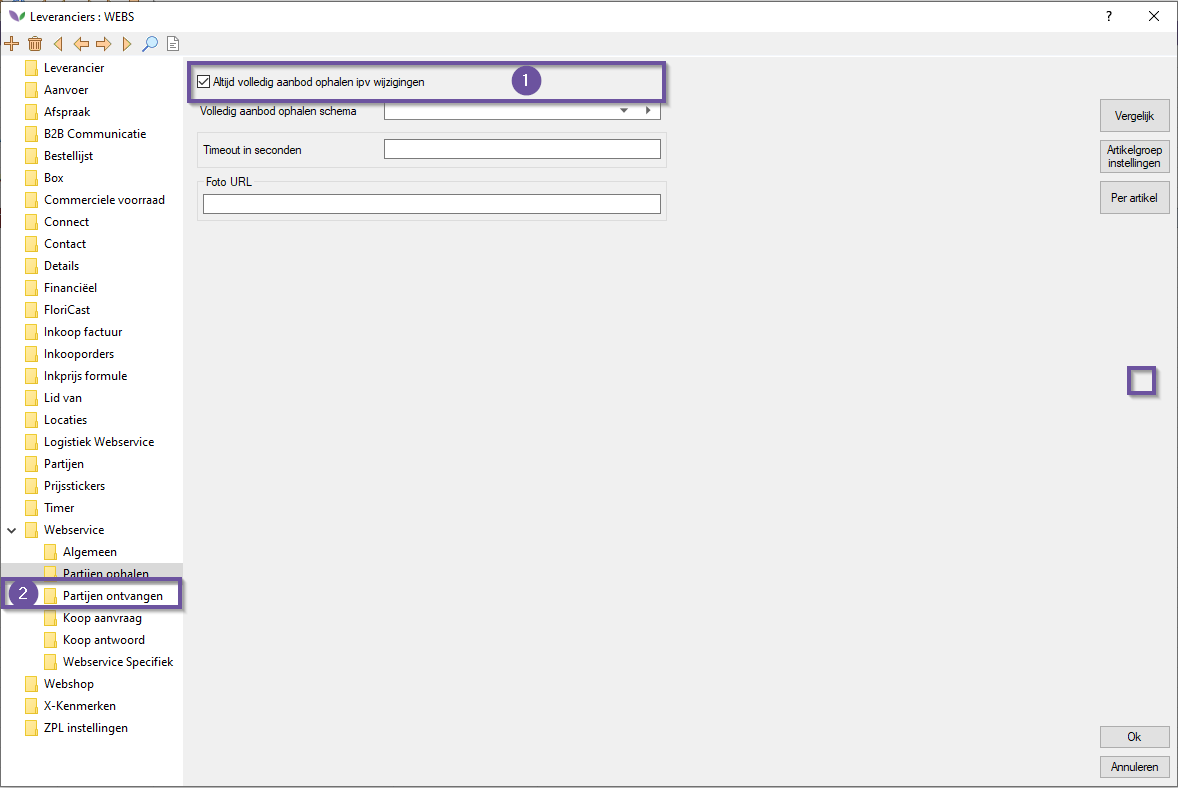 Leveranciers : WEBS
?
Leverancier
Aanvoer
Afspraak
B2B Communicatie
Bestellijst
Box
Commerciele voorraad
Connect
Contact
Details
Financiëel
FloriCast
Inkoop factuur
Inkooporders
Inkprijs formule
Lid van
Locaties
Logistiek Webservice
Partijen
Prijsstickers
Timer
Webservice
Algemeen
Partijen ophalen
2 Partijen ontvangen
Koop aanvraag
Koop antwoord
Webservice Specifiek
Webshop
X-Kenmerken
ZPL instellingen
Altijd volledig aanbod ophalen ipv wijzigingen 1
Volledig aanbod ophalen schema
Timeout in seconden
Foto URL
Vergelijk
Artikelgroep
instellingen
Per artikel
Ok
Annuleren